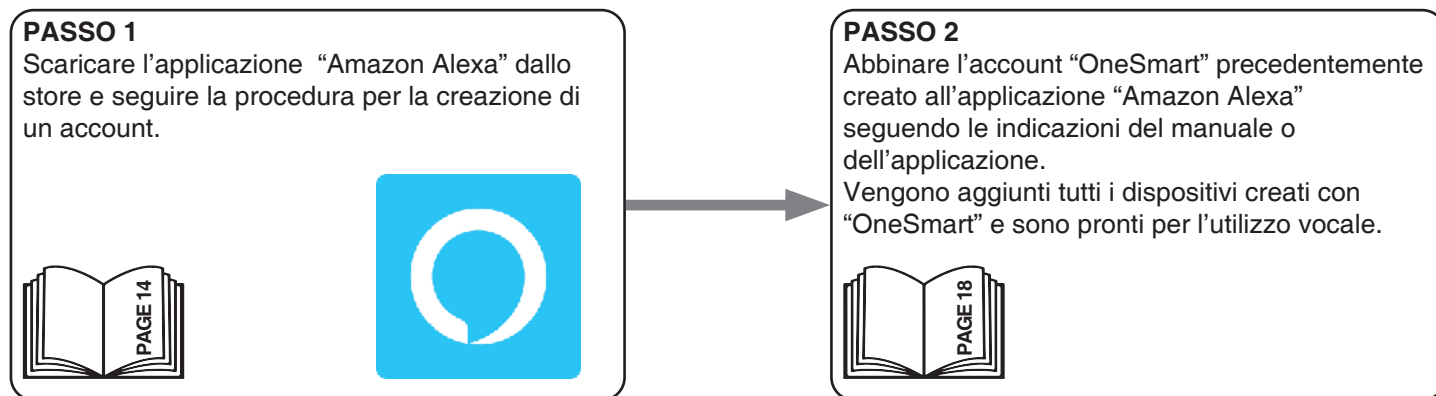 PASSO 1
Scaricare l'applicazione  “Amazon Alexa” dallo
store e seguire la procedura per la creazione di
un account.
PAGE 14
PASSO 2
Abbinare l'account “OneSmart” precedentemente
creato all'applicazione “Amazon Alexa”
seguendo le indicazioni del manuale o
dell'applicazione.
Vengono aggiunti tutti i dispositivi creati con
“OneSmart” e sono pronti per l'utilizzo vocale.
PAGE 18